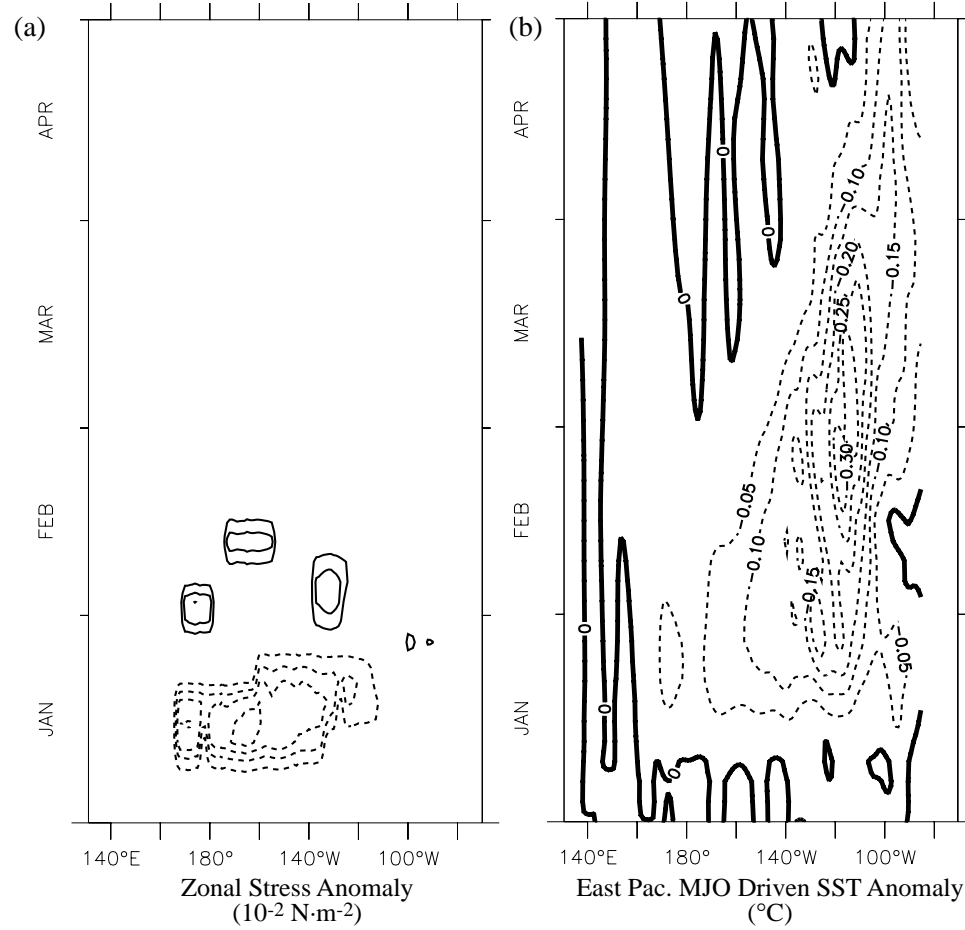 (a)
APR
MAR
FEB
JAN
140°E 180° 140°W 100°W
Zonal Stress Anomaly
(10-2 N·m-2)
(b)
APR
MAR
FEB
JAN
0
0
0
0
0
0
0
-0.10
-0.20
-0.15
-0.25
-0.10
-0.30
-0.05
-0.10
-0.15
-0.05
140°E 180° 140°W 100°W
East Pac. MJO Driven SST Anomaly
(°C)